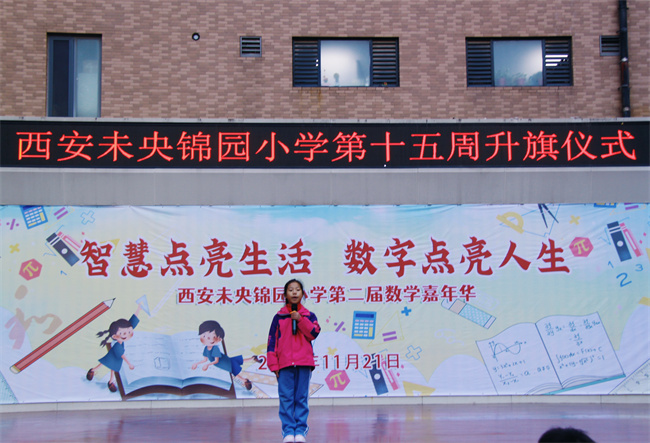 西安未央锦园小学第十五周升旗仪式
智慧点亮生活 数字点亮人生
西安未央锦园小学第二届数学嘉年华
年11月21日